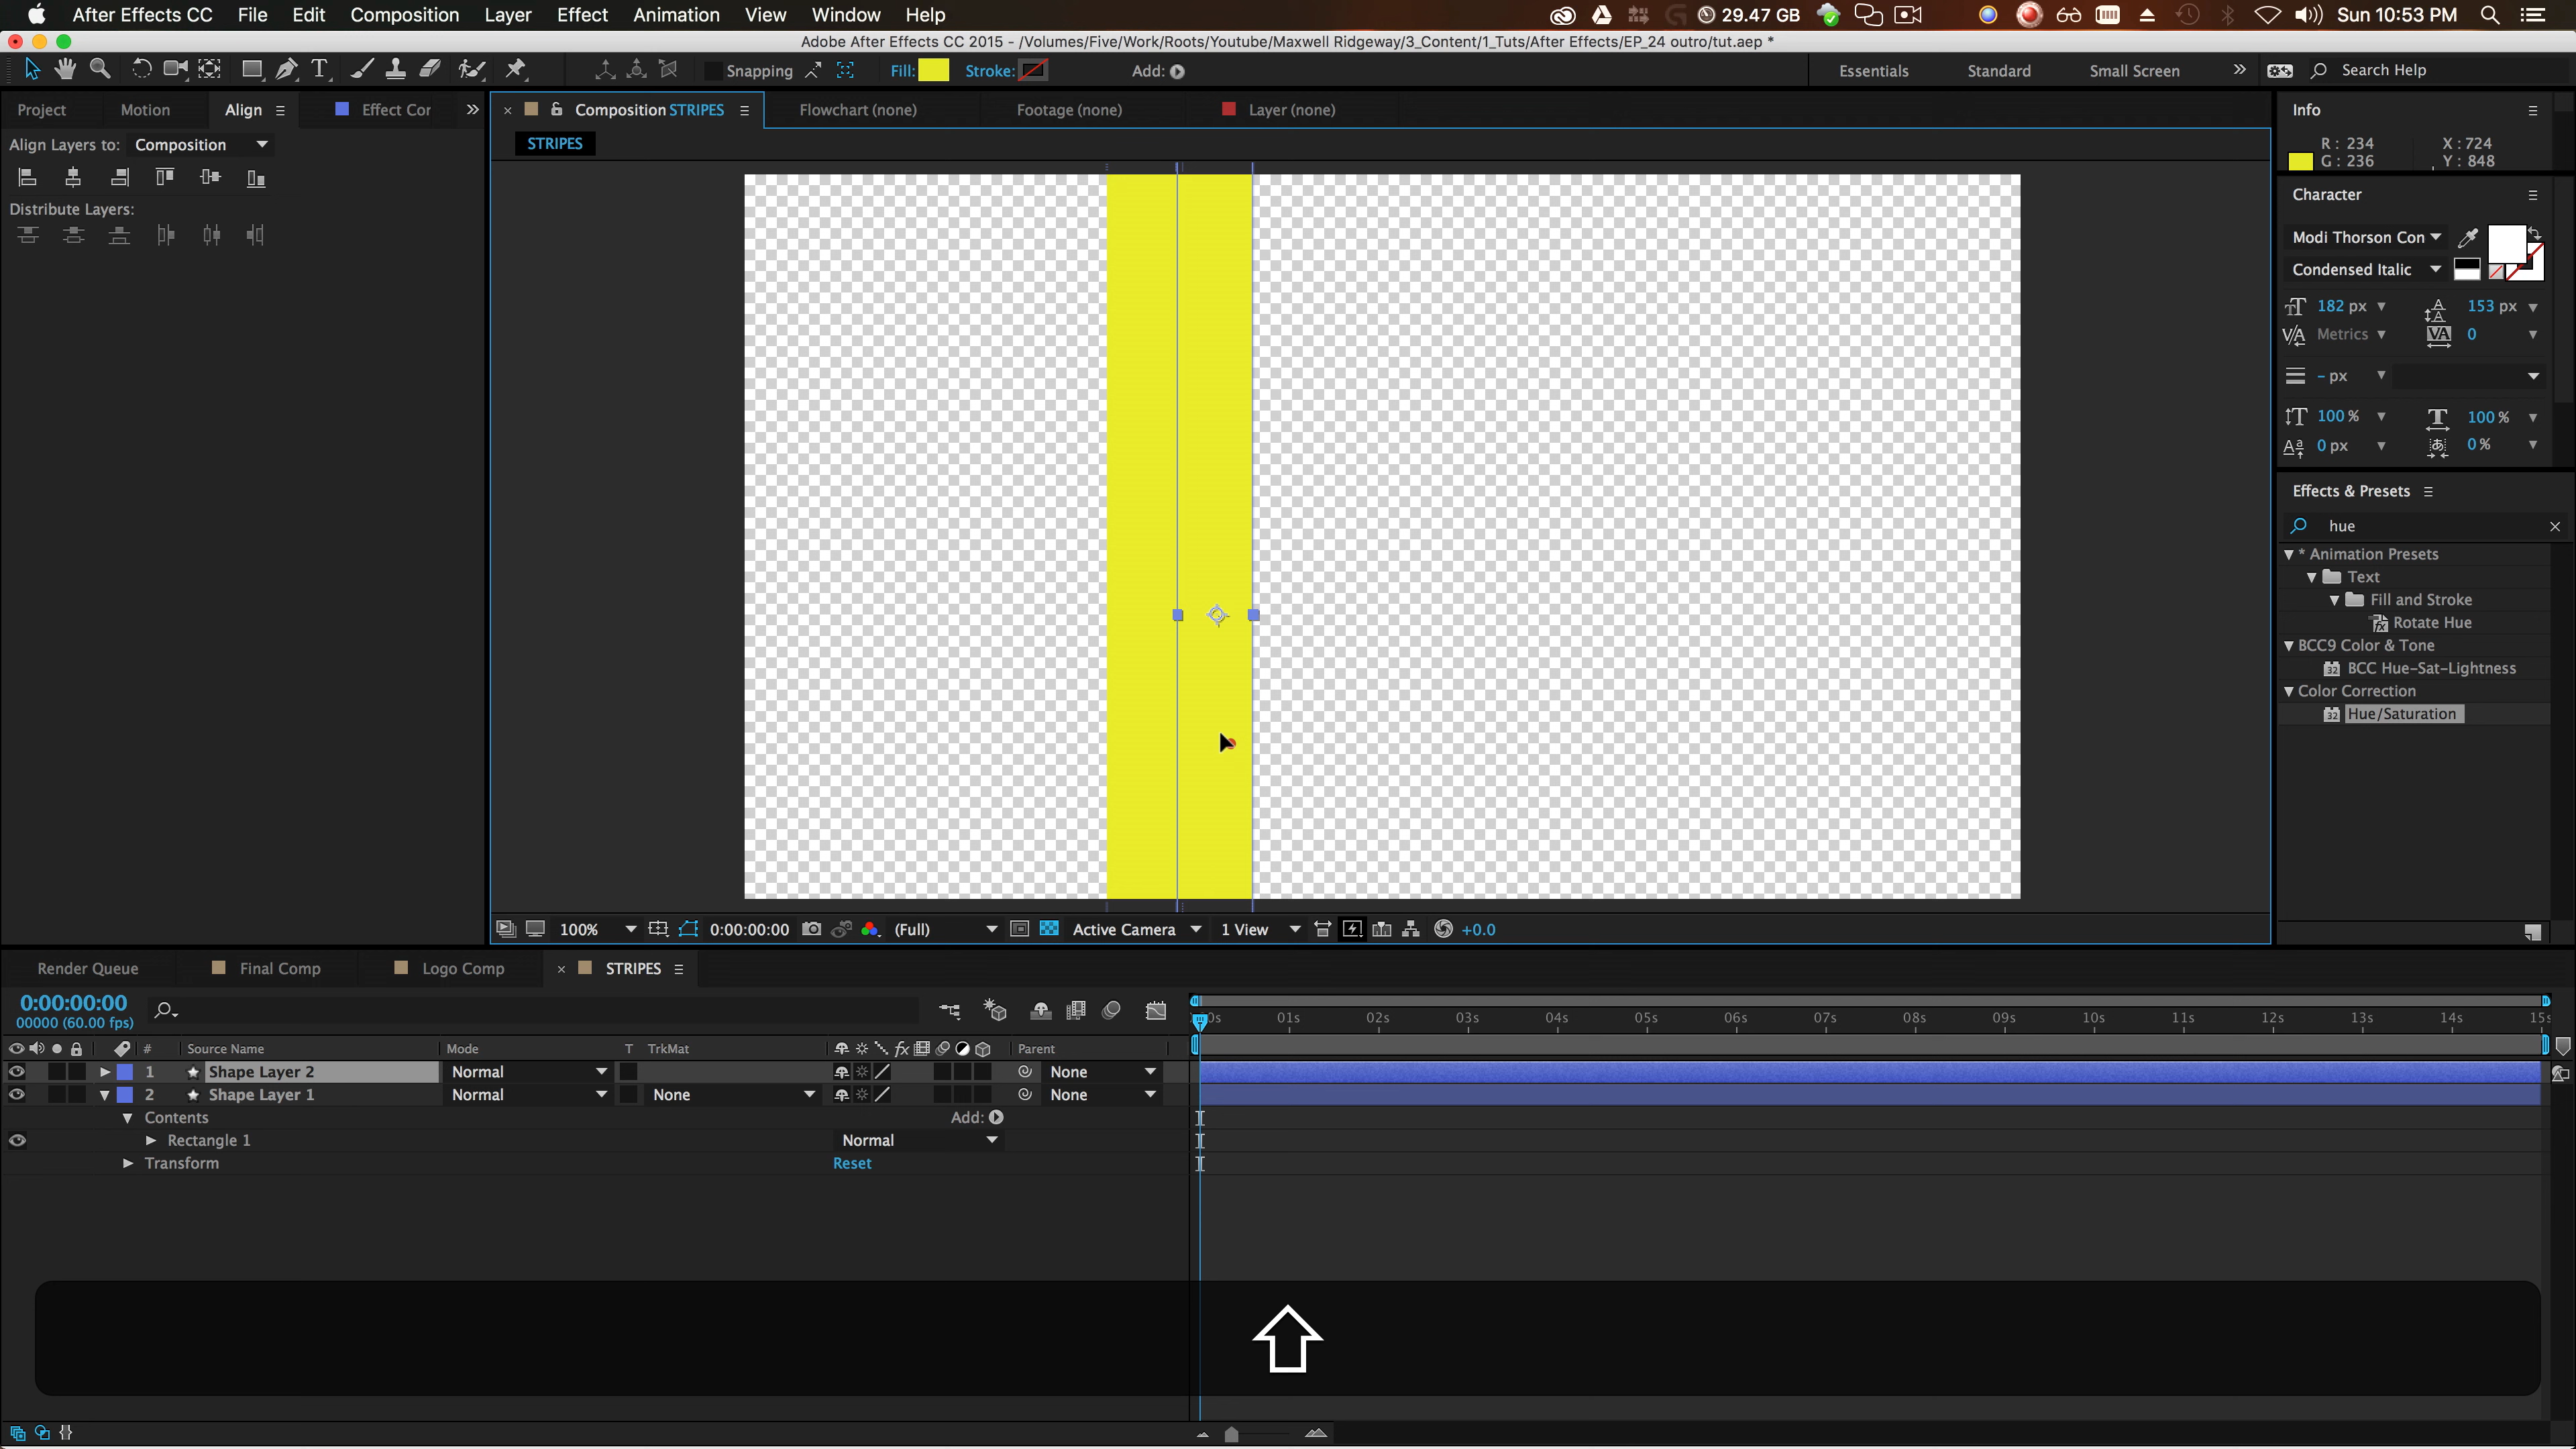 After Effects CC File Edit Composition Layer Effect Animation View Window Help 29.47 GB Sun 10:53 PM
Adobe After Effects CC 2015 - /Volumes/Five/Work/Roots/Youtube/Maxwell Ridgeway/3_Content/1_Tuts/After Effects/EP_24 outro/tut.aep *
Snapping Fill: Stroke: Add: Essentials Standard Small Screen Search Help
Project Motion Align Effect Cor Composition STRIPES Flowchart (none) Footage (none) Layer (none) Info
Align Layers to: Composition STRIPES R: 234 X: 724
G: 236 Y: 848
Distribute Layers:
Character
Modi Thorson Con
Condensed Italic
182 px 153 px
Metrics 0
- px
100% 100%
0 px 0%
Effects & Presets
hue
* Animation Presets
Text
Fill and Stroke
Rotate Hue
BCC9 Color & Tone
BCC Hue-Sat-Lightness
Color Correction
Hue/Saturation
100% 0:00:00:00 (Full) Active Camera 1 View +0.0
Render Queue Final Comp Logo Comp STRIPES
0:00:00:00
00000 (60.00 fps)
0s 01s 02s 03s 04s 05s 06s 07s 08s 09s 10s 11s 12s 13s 14s 15s
# Source Name Mode T TrkMat fx Parent
1 Shape Layer 2 Normal None
2 Shape Layer 1 Normal None None
Contents Add:
Rectangle 1 Normal
Transform Reset